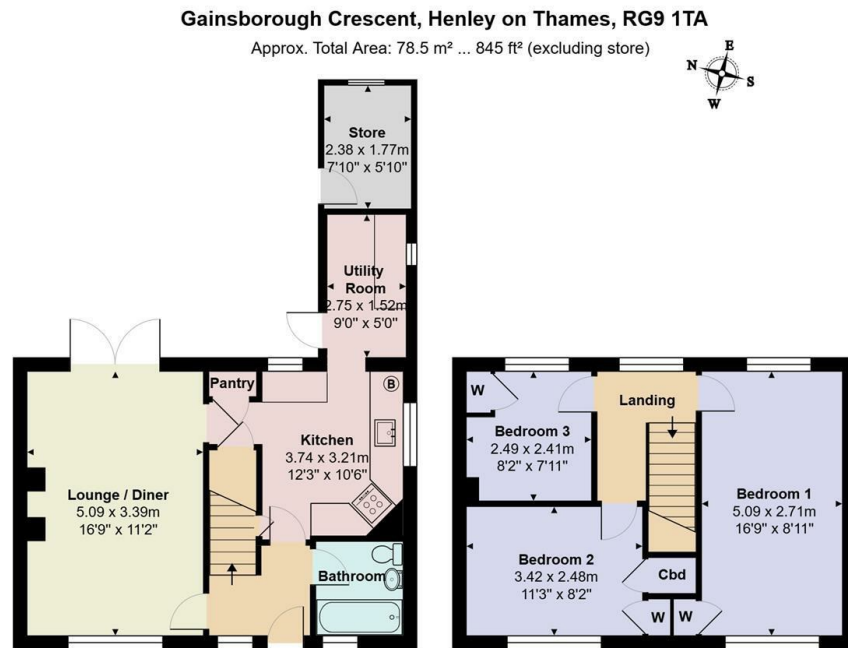 Gainsborough Crescent, Henley on Thames, RG9 1TA
Approx. Total Area: 78.5 m² ... 845 ft² (excluding store)
E
N
S
W
Store
2.38 x 1.77m
7'10" x 5'10"
Utility
Room
2.75 x 1.52m
9'0" x 5'0"
Pantry
B
Kitchen
3.74 x 3.21m
12'3" x 10'6"
Lounge / Diner
5.09 x 3.39m
16'9" x 11'2"
Bathroom
W
Landing
Bedroom 3
2.49 x 2.41m
8'2" x 7'11"
Bedroom 1
5.09 x 2.71m
16'9" x 8'11"
Bedroom 2
3.42 x 2.48m
11'3" x 8'2"
Cbd
W
W